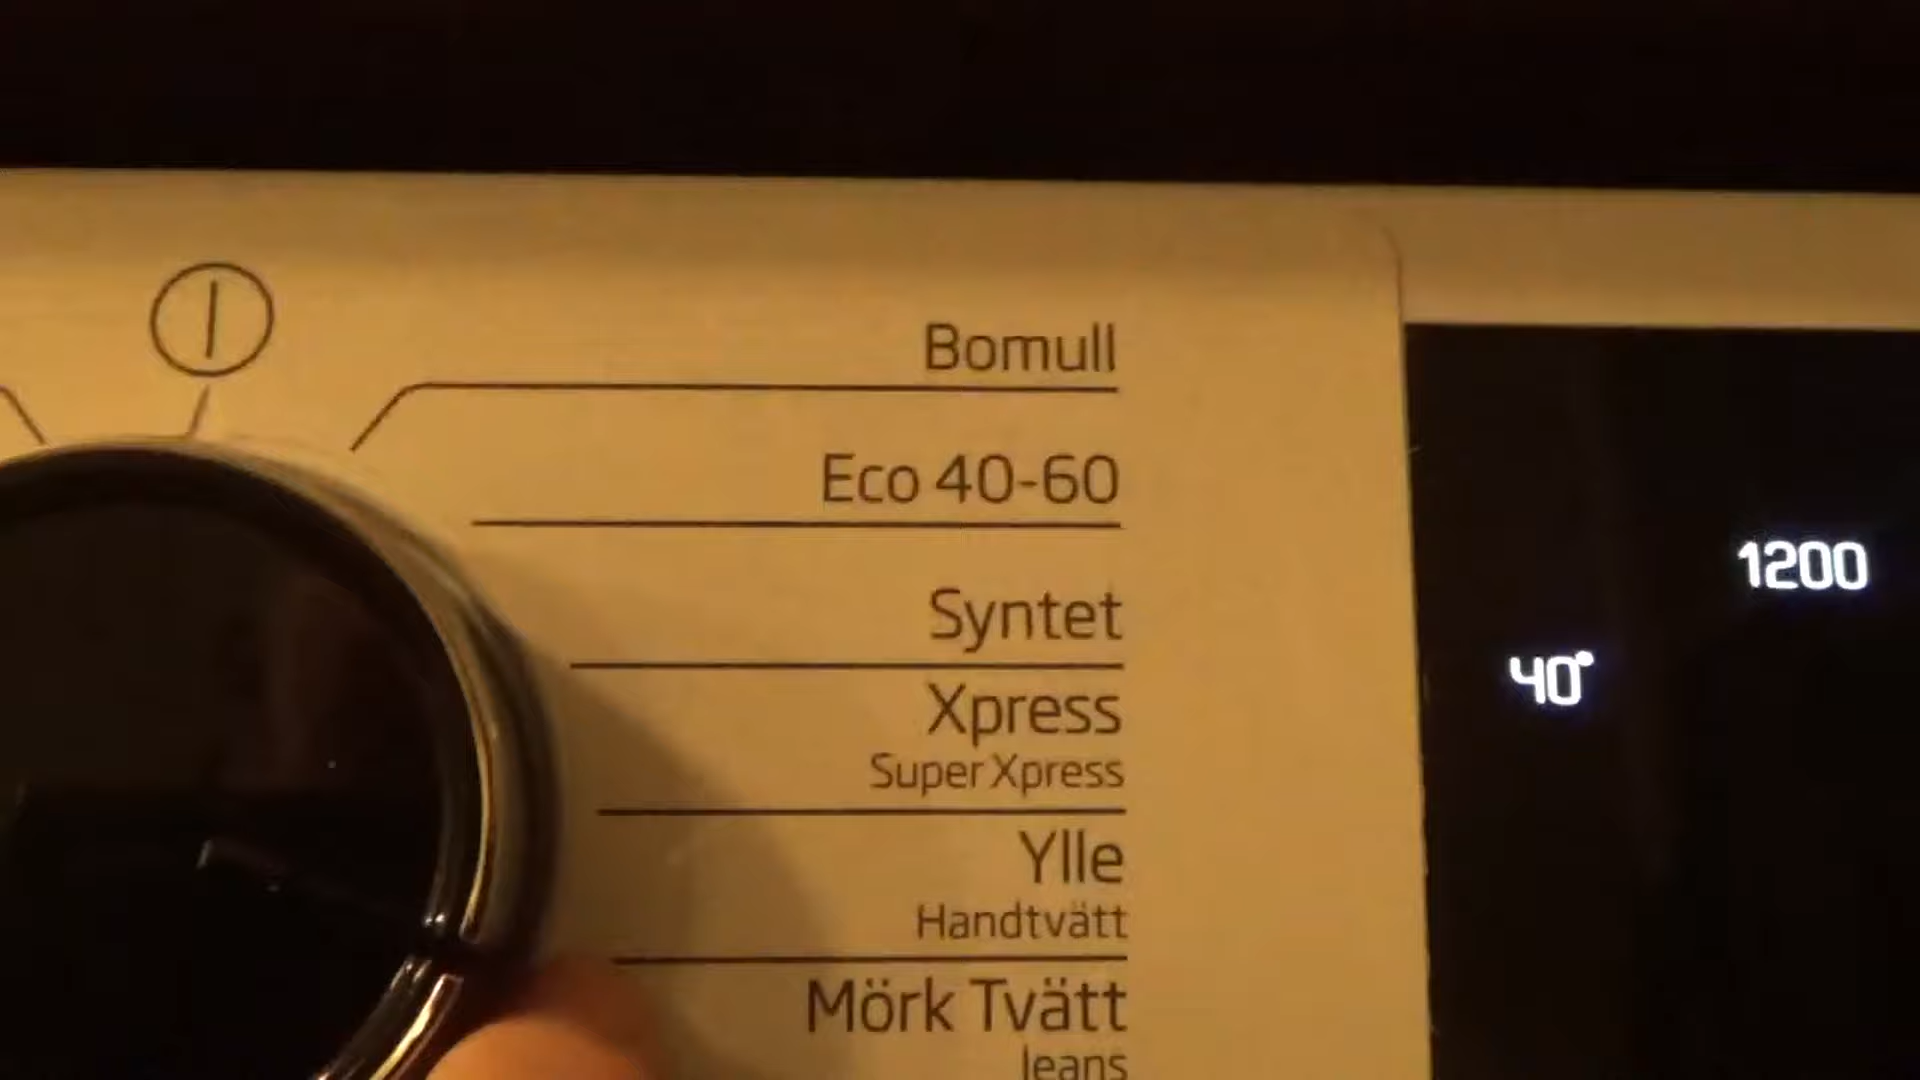 Bomull
Eco 40-60
1200
Syntet
40°
Xpress
Super Xpress
Ylle
Handtvätt
Mörk Tvätt
Jeans